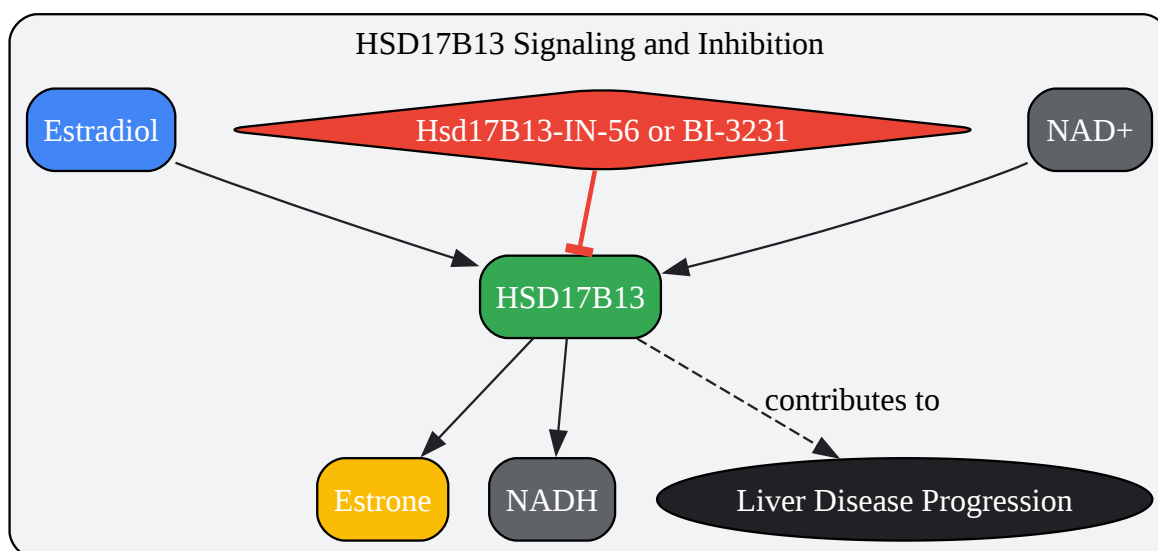 HSD17B13 Signaling and Inhibition
Estradiol
Hsd17B13-IN-56 or BI-3231
NAD+
HSD17B13
contributes to
Estrone
NADH
Liver Disease Progression